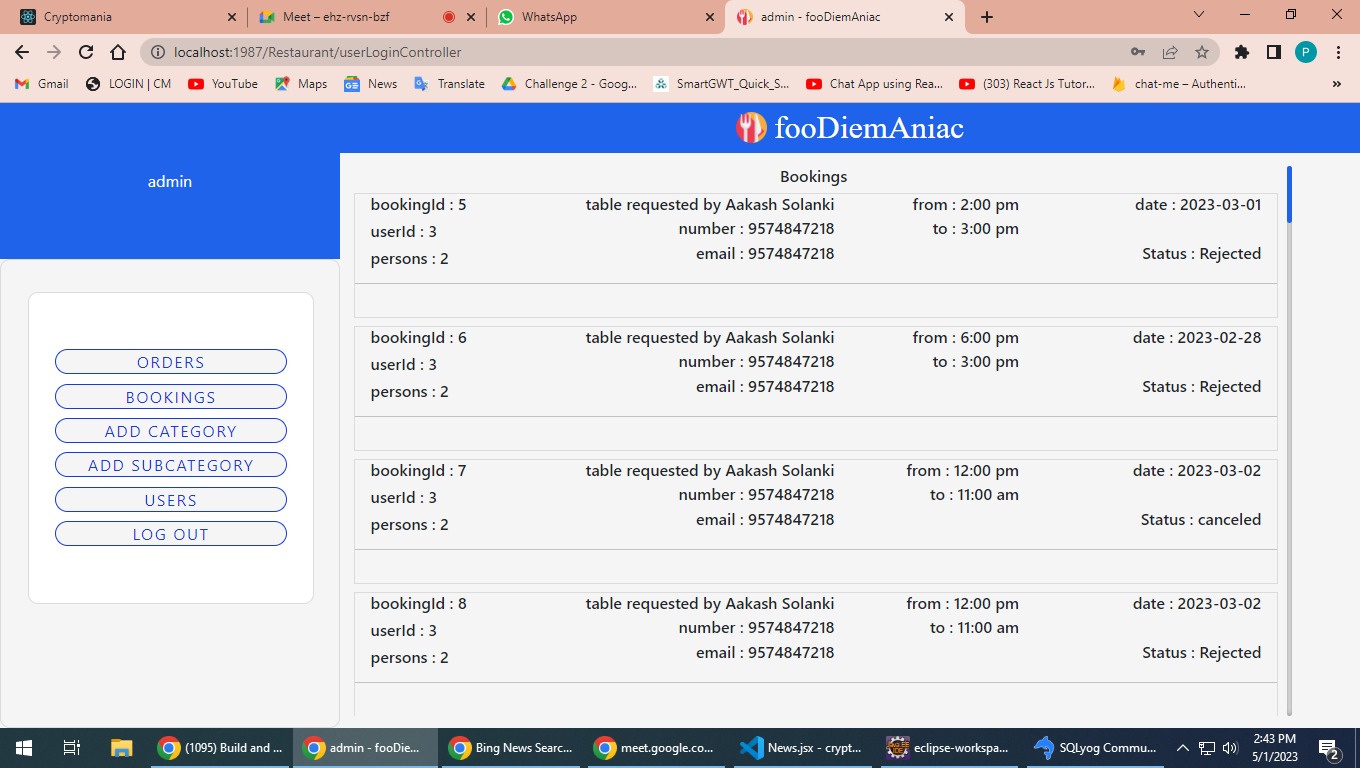 Cryptomania
Meet – ehz-rvsn-bzf
WhatsApp
admin - fooDiemAniac
localhost:1987/Restaurant/userLoginController
P
Gmail
LOGIN | CM
YouTube
Maps
News
Translate
Challenge 2 - Goog...
SmartGWT_Quick_S...
Chat App using Rea...
(303) React Js Tutor...
chat-me – Authenti...
»
fooDiemAniac
admin
ORDERS
BOOKINGS
ADD CATEGORY
ADD SUBCATEGORY
USERS
LOG OUT
Bookings
bookingId : 5
userId : 3
persons : 2
table requested by Aakash Solanki
number : 9574847218
email : 9574847218
from : 2:00 pm
to : 3:00 pm
date : 2023-03-01
Status : Rejected
bookingId : 6
userId : 3
persons : 2
table requested by Aakash Solanki
number : 9574847218
email : 9574847218
from : 6:00 pm
to : 3:00 pm
date : 2023-02-28
Status : Rejected
bookingId : 7
userId : 3
persons : 2
table requested by Aakash Solanki
number : 9574847218
email : 9574847218
from : 12:00 pm
to : 11:00 am
date : 2023-03-02
Status : canceled
bookingId : 8
userId : 3
persons : 2
table requested by Aakash Solanki
number : 9574847218
email : 9574847218
from : 12:00 pm
to : 11:00 am
date : 2023-03-02
Status : Rejected
(1095) Build and ...
admin - fooDie...
Bing News Searc...
meet.google.co...
News.jsx - crypt...
eclipse-workspa...
SQLyog Commu...
2:43 PM
5/1/2023
2